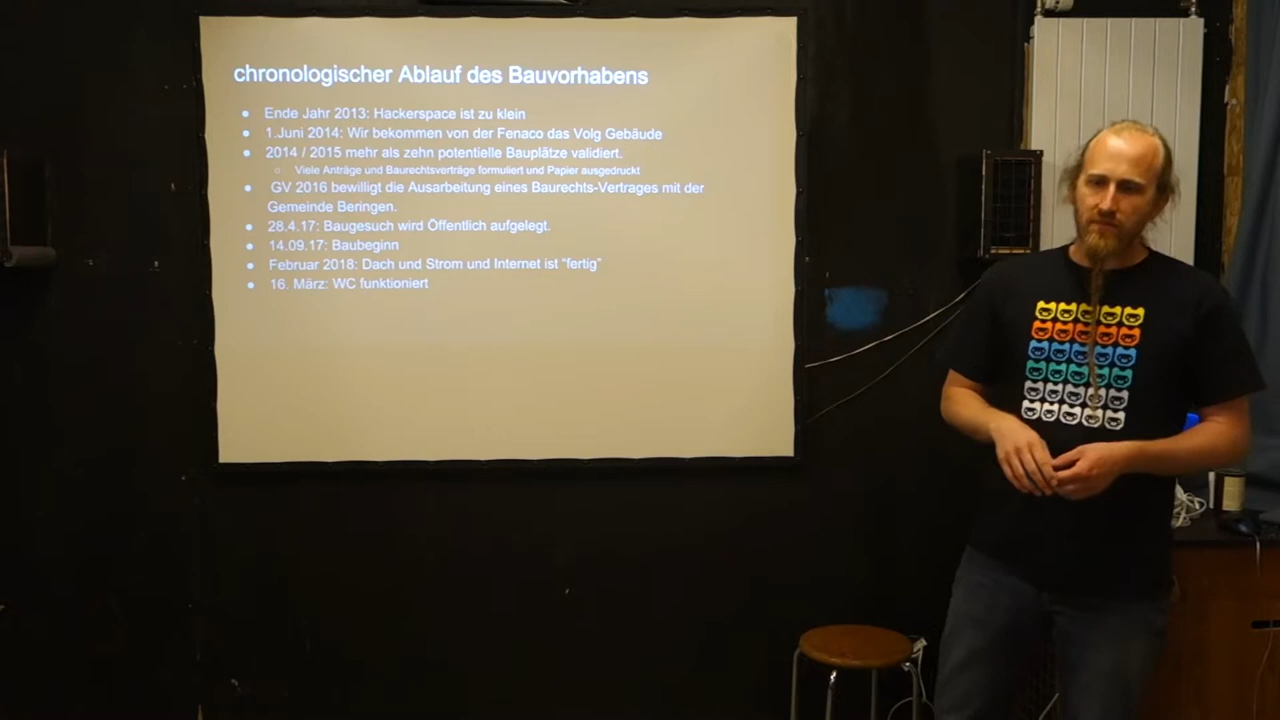 chronologischer Ablauf des Bauvorhabens
● Ende Jahr 2013: Hackerspace ist zu klein
● 1.Juni 2014: Wir bekommen von der Fenaco das Volg Gebäude
● 2014 / 2015 mehr als zehn potentielle Bauplätze validiert.
○ Viele Anträge und Baurechtsverträge formuliert und Papier ausgedruckt
● GV 2016 bewilligt die Ausarbeitung eines Baurechts-Vertrages mit der
Gemeinde Beringen.
● 28.4.17: Baugesuch wird Öffentlich aufgelegt.
● 14.09.17: Baubeginn
● Februar 2018: Dach und Strom und Internet ist “fertig”
● 16. März: WC funktioniert